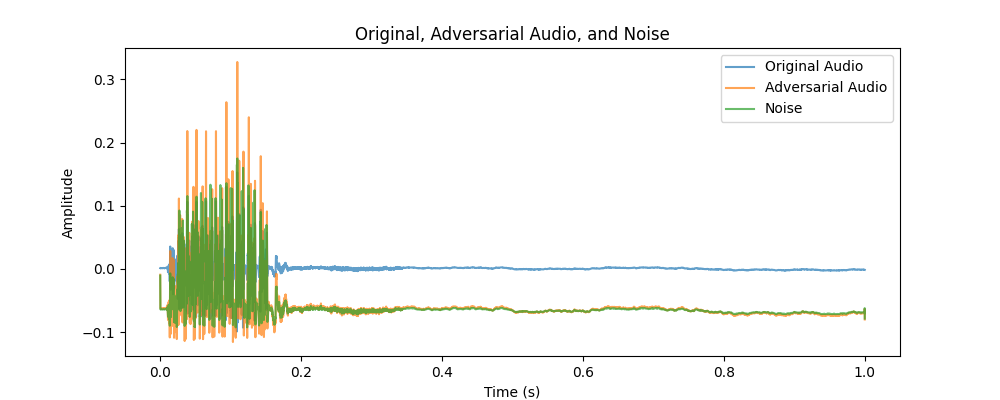 Original, Adversarial Audio, and Noise
Original Audio
Adversarial Audio
Noise
Amplitude
0.3
0.2
0.1
0.0
−0.1
0.0 0.2 0.4 0.6 0.8 1.0
Time (s)